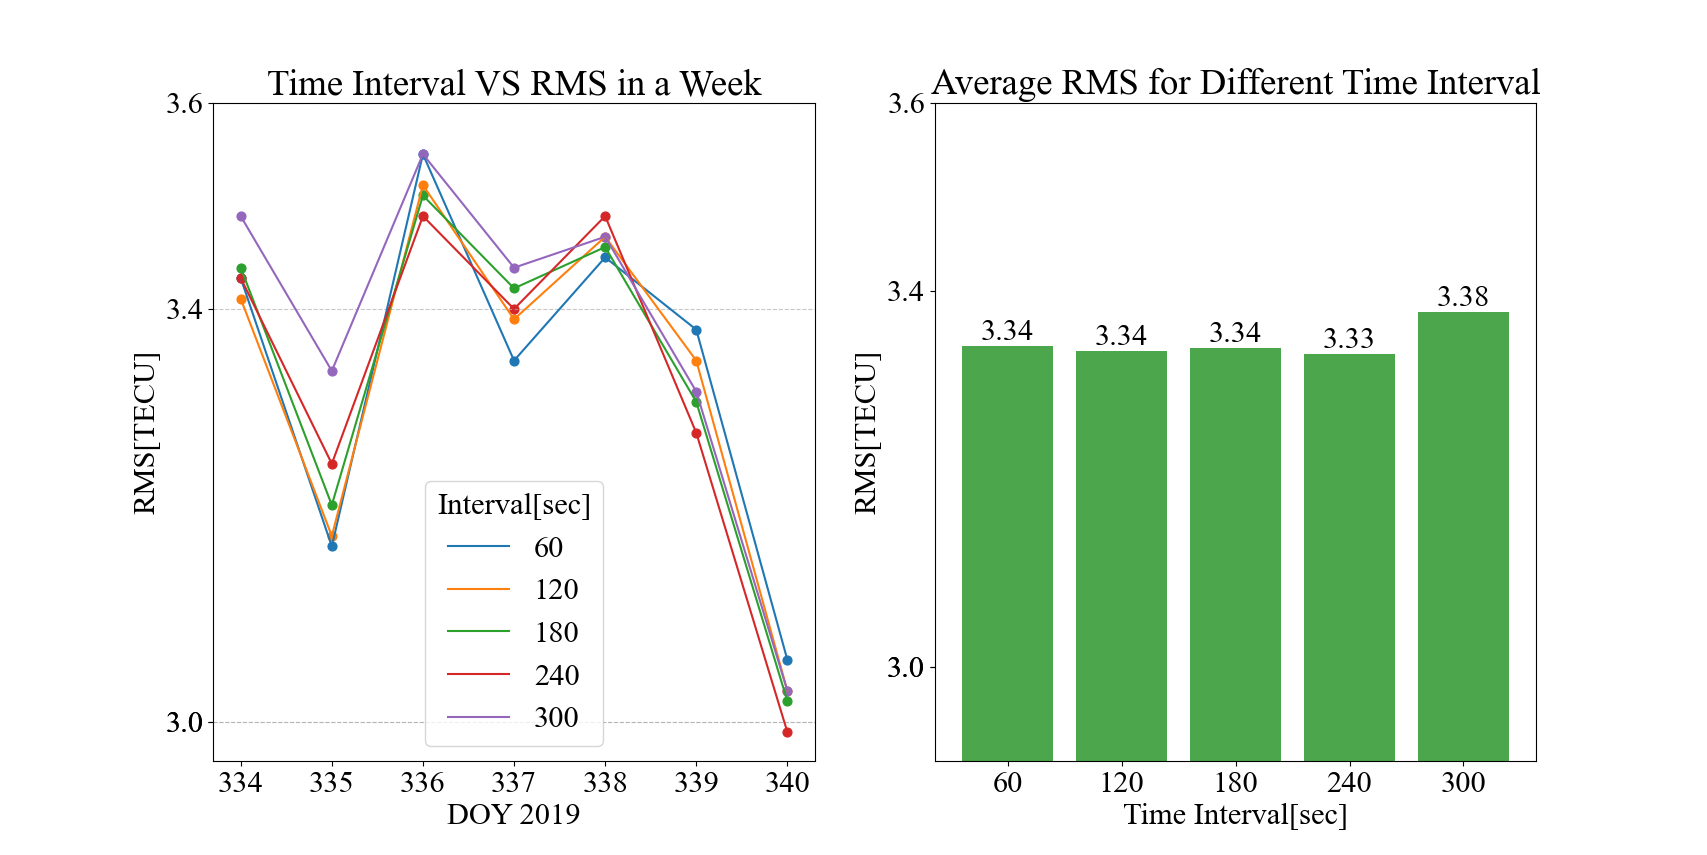 Time Interval VS RMS in a Week
3.6
3.4
3.0
RMS[TECU]
Interval[sec]
60
120
180
240
300
334 335 336 337 338 339 340
DOY 2019
Average RMS for Different Time Interval
3.6
3.4
3.0
RMS[TECU]
3.34 3.34 3.34 3.33 3.38
60 120 180 240 300
Time Interval[sec]